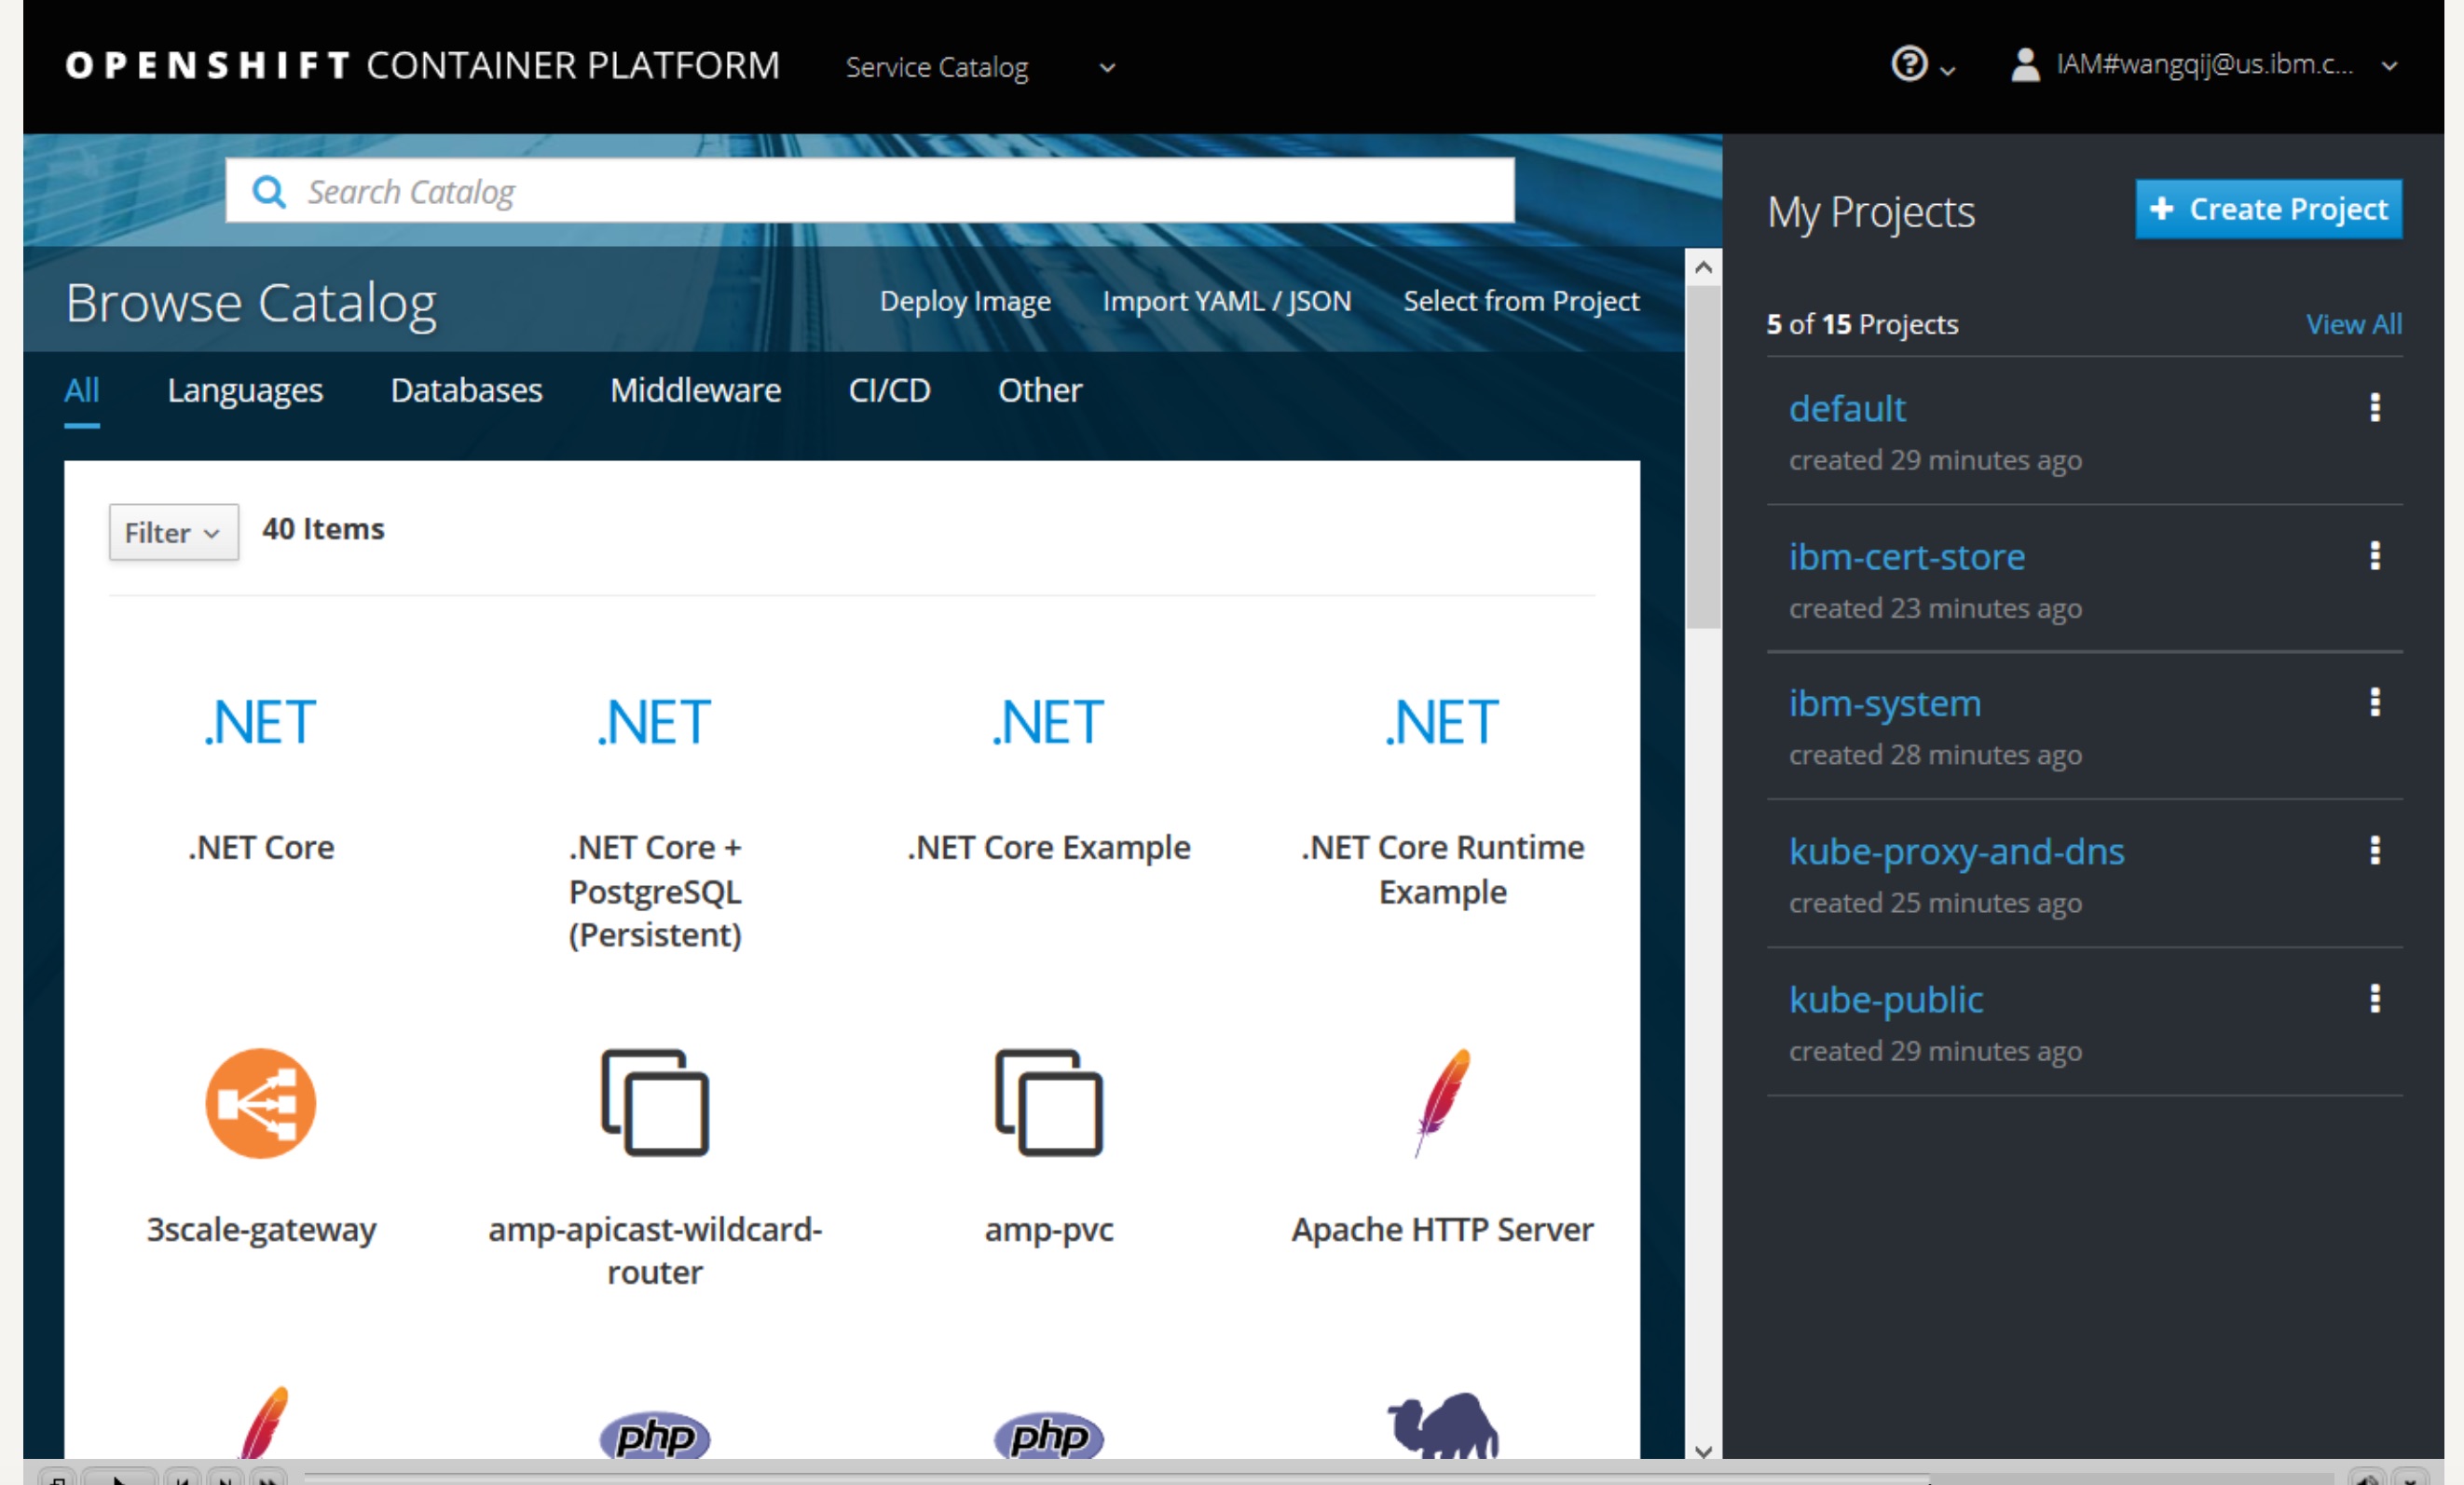 OPENSHIFT CONTAINER PLATFORM
Service Catalog
IAM#wangqij@us.ibm.c...
Search Catalog
My Projects
Create Project
Browse Catalog
Deploy Image
Import YAML / JSON
Select from Project
5 of 15 Projects
View All
All
Languages
Databases
Middleware
CI/CD
Other
Filter
40 Items
.NET
.NET
.NET
.NET
.NET Core
.NET Core +
PostgreSQL
(Persistent)
.NET Core Example
.NET Core Runtime
Example
3scale-gateway
amp-apicast-wildcard-
router
amp-pvc
Apache HTTP Server
php
php
default
created 29 minutes ago
ibm-cert-store
created 23 minutes ago
ibm-system
created 28 minutes ago
kube-proxy-and-dns
created 25 minutes ago
kube-public
created 29 minutes ago